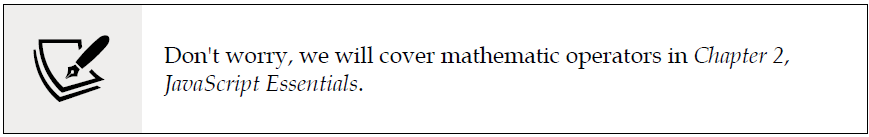 Don't worry, we will cover mathematic operators in Chapter 2,
JavaScript Essentials.